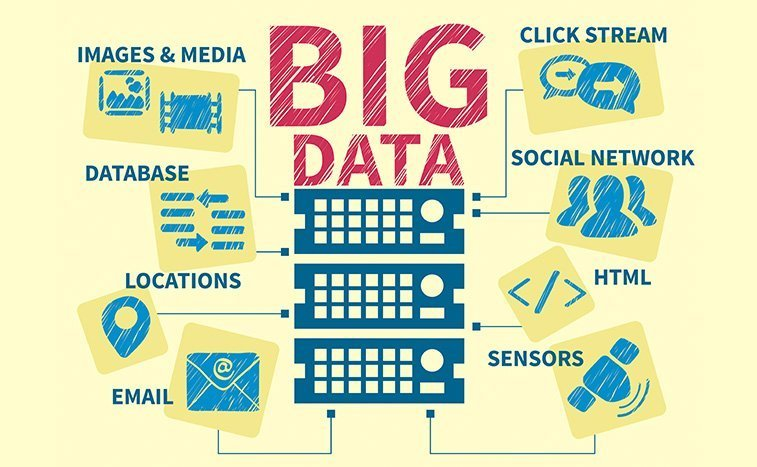 BIG
DATA
IMAGES & MEDIA
DATABASE
LOCATIONS
EMAIL
@
CLICK STREAM
SOCIAL NETWORK
</>
HTML
SENSORS